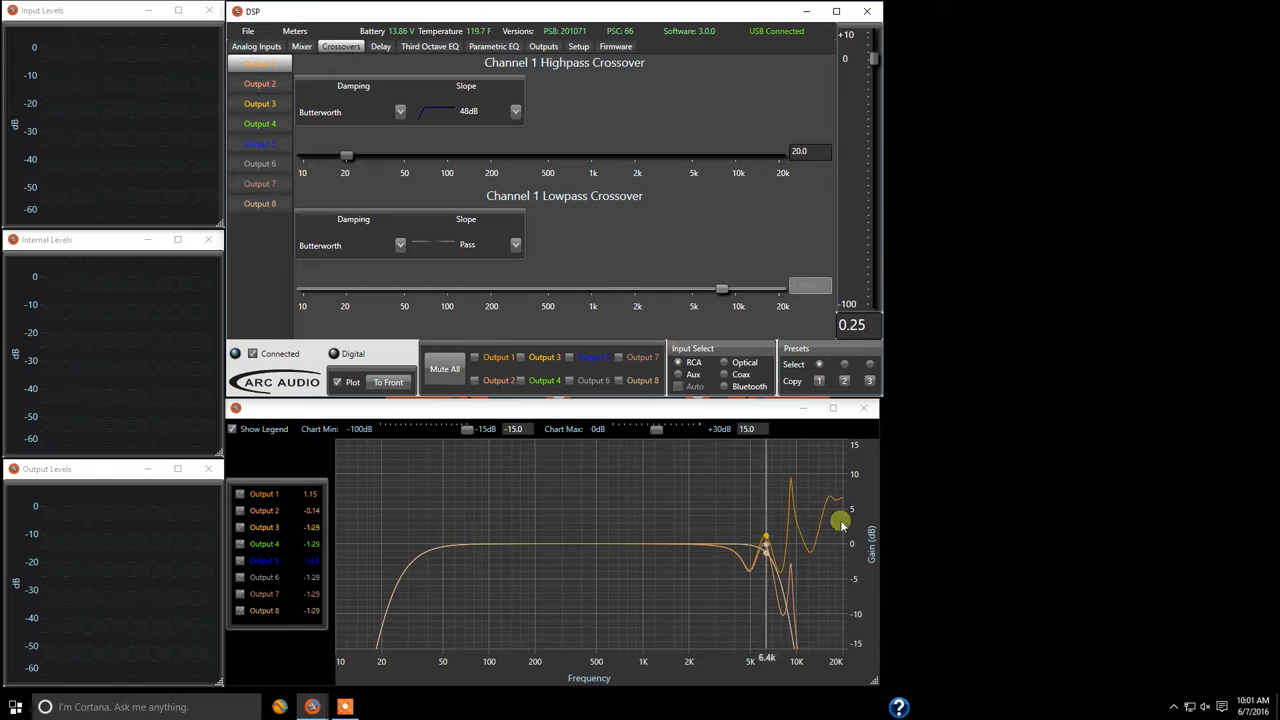 Input Levels
0
-10
-20
dB
-30
-40
-50
-60
Internal Levels
0
-10
-20
dB
-30
-40
-50
-60
Output Levels
0
-10
-20
dB
-30
-40
-50
-60
DSP
File Meters Battery 13.86 V Temperature 119.7 F Versions: PSB: 201071 PSC: 66 Software: 3.0.0 USB Connected
Analog Inputs Mixer Crossovers Delay Third Octave EQ Parametric EQ Outputs Setup Firmware
Output 2
Output 3
Output 4
Output 5
Output 6
Output 7
Output 8
Channel 1 Highpass Crossover
Damping Slope
Butterworth 48dB
20.0
10 20 50 100 200 500 1k 2k 5k 10k 20k
Channel 1 Lowpass Crossover
Damping Slope
Butterworth Pass
10 20 50 100 200 500 1k 2k 5k 10k 20k
+10
0
-100
0.25
Connected Digital
ARC AUDIO
Plot To Front
Mute All
Output 1 Output 3 Output 5 Output 7
Output 2 Output 4 Output 6 Output 8
Input Select
RCA Optical
Aux Coax
Auto Bluetooth
Presets
Select
Copy 1 2 3
Show Legend Chart Min: -100dB -15dB -15.0 Chart Max: 0dB +30dB 15.0
Output 1 1.15
Output 2 -0.14
Output 3 -1.29
Output 4 -1.29
Output 5
Output 6 -1.29
Output 7 -1.29
Output 8 -1.29
15
10
5
0
-5
-10
-15
Gain (dB)
6.4k
10 20 50 100 200 500 1K 2K 5K 10K 20K
Frequency
I'm Cortana. Ask me anything.
?
10:01 AM
6/7/2016